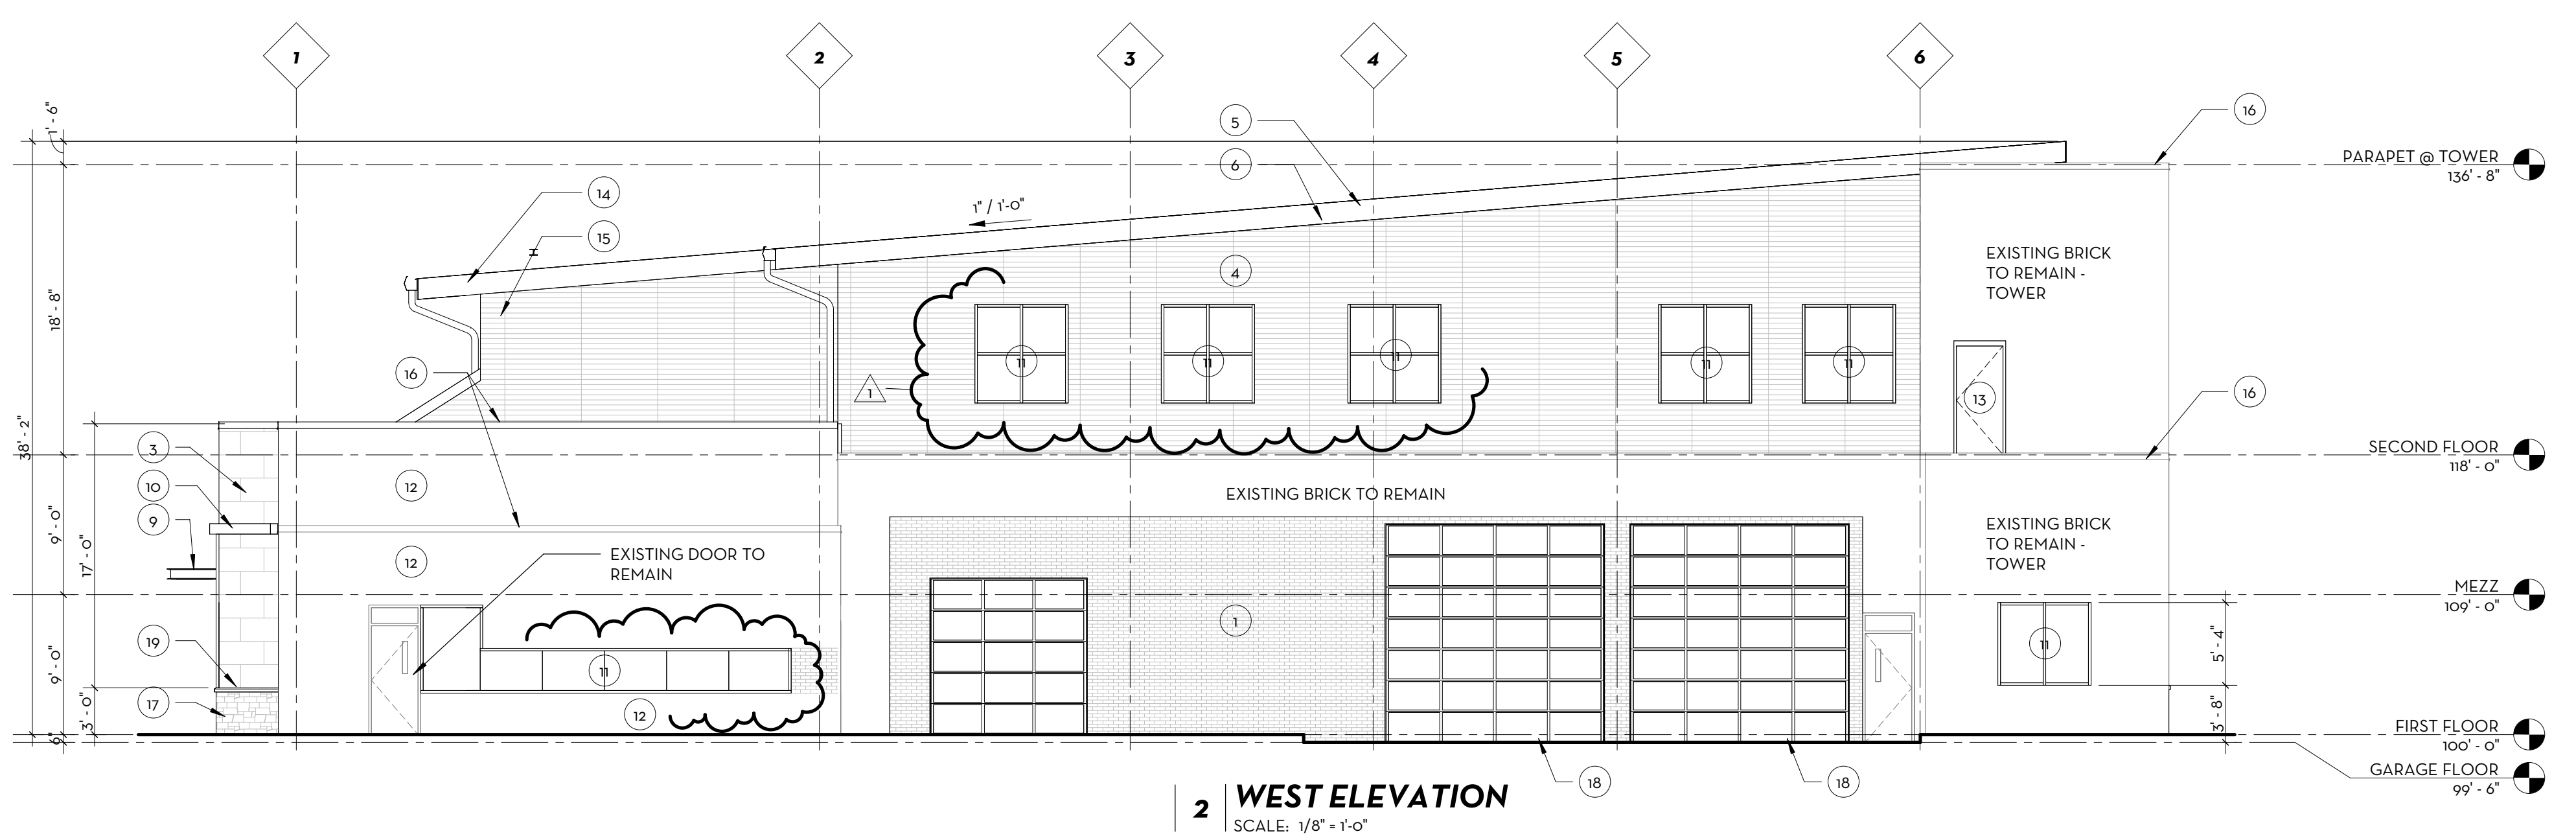 1
2
3
4
5
6
1' - 6"
5
16
6
PARAPET @ TOWER
136' - 8"
14
1" / 1'-0"
15
H
EXISTING BRICK
TO REMAIN -
TOWER
4
18' - 8"
11
11
11
11
11
16
1
13
16
38' - 2"
3
SECOND FLOOR
118' - 0"
10
12
EXISTING BRICK TO REMAIN
9
9' - 0"
17' - 0"
EXISTING BRICK
TO REMAIN -
TOWER
12
EXISTING DOOR TO
REMAIN
MEZZ
109' - 0"
1
19
9' - 0"
11
11
5' - 4"
17
3' - 0"
12
3' - 8"
6"
FIRST FLOOR
100' - 0"
GARAGE FLOOR
99' - 6"
18
18
2
WEST ELEVATION
SCALE: 1/8" = 1'-0"